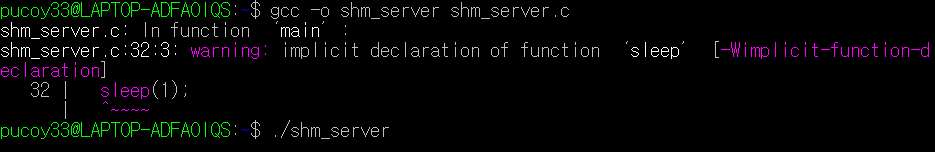 pucoy33@LAPTOP-ADFAOIQS:~$ gcc -o shm_server shm_server.c
shm_server.c: In function ‘main’:
shm_server.c:32:3: warning: implicit declaration of function ‘sleep’ [-Wimplicit-function-d
eclaration]
   32 |   sleep(1);
      |   ^~~~~
pucoy33@LAPTOP-ADFAOIQS:~$ ./shm_server